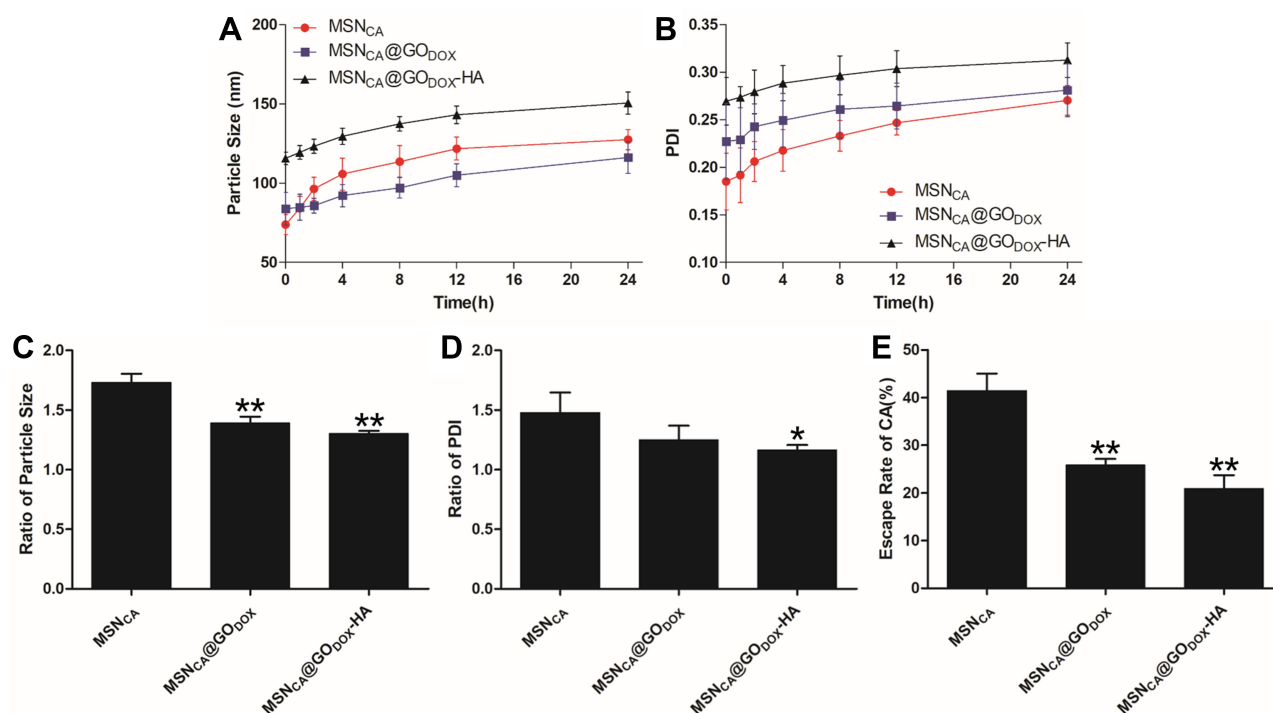 A
200
150
100
50
Particle Size (nm)
MSNCA
MSNCA@GODOX
MSNCA@GODOX-HA
0 4 8 12 16 20 24
Time(h)
B
0.35
0.30
0.25
0.20
0.15
0.10
PDI
MSNCA
MSNCA@GODOX
MSNCA@GODOX-HA
0 4 8 12 16 20 24
Time(h)
C
2.0
1.5
1.0
0.5
0.0
Ratio of Particle Size
**
**
MSNCA
MSNCA@GODOX
MSNCA@GODOX-HA
D
2.0
1.5
1.0
0.5
0.0
Ratio of PDI
*
MSNCA
MSNCA@GODOX
MSNCA@GODOX-HA
E
50
40
30
20
10
0
Escape Rate of CA(%)
**
**
MSNCA
MSNCA@GODOX
MSNCA@GODOX-HA